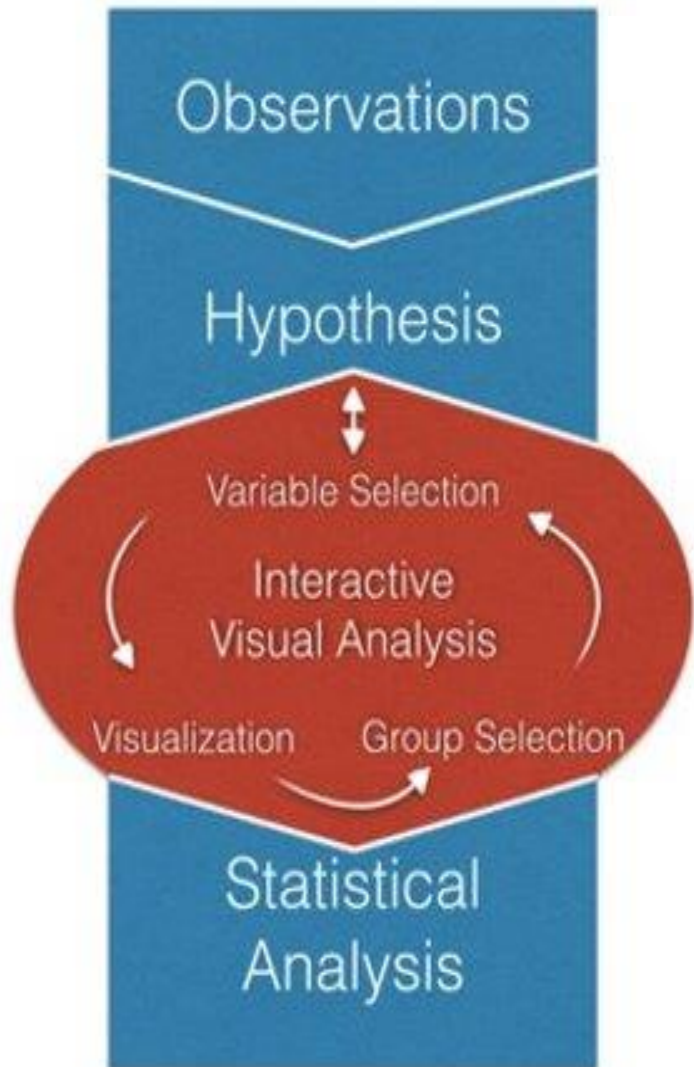 Observations
Hypothesis
Variable Selection
Interactive
Visual Analysis
Visualization
Group Selection
Statistical
Analysis